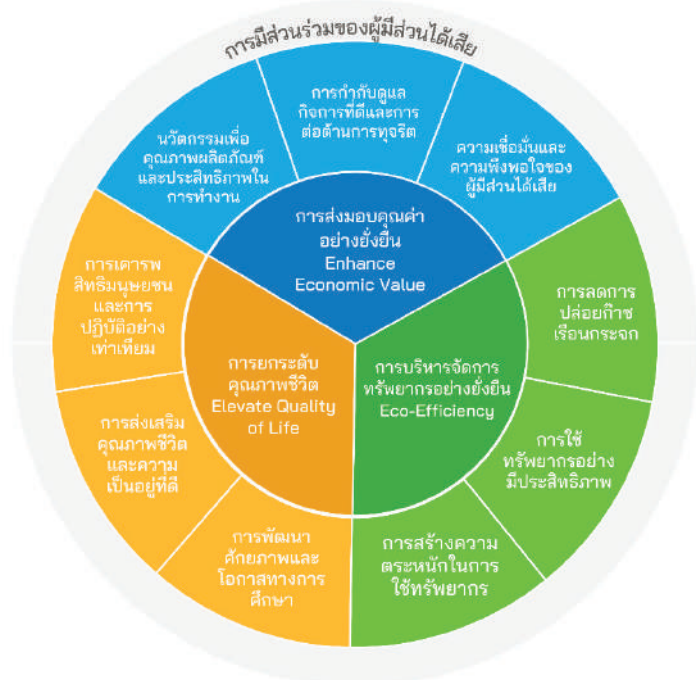 การมีส่วนร่วมของผู้มีส่วนได้เสีย
การกำกับดูแล
กิจการที่ดีและการ
ต่อต้านการทุจริต
นวัตกรรมเพื่อ
คุณภาพผลิตภัณฑ์
และประสิทธิภาพใน
การทำงาน
ความเชื่อมั่นและ
ความพึงพอใจของ
ผู้มีส่วนได้เสีย
การส่งมอบคุณค่า
อย่างยั่งยืน
Enhance
Economic Value
การเคารพ
สิทธิมนุษยชน
และการ
ปฏิบัติอย่าง
เท่าเทียม
การลดการ
ปล่อยก๊าซ
เรือนกระจก
การยกระดับ
คุณภาพชีวิต
Elevate Quality
of Life
การบริหารจัดการ
ทรัพยากรอย่างยั่งยืน
Eco-Efficiency
การส่งเสริม
คุณภาพชีวิต
และความ
เป็นอยู่ที่ดี
การใช้
ทรัพยากรอย่าง
มีประสิทธิภาพ
การพัฒนา
ศักยภาพและ
โอกาสทางการ
ศึกษา
การสร้างความ
ตระหนักในการ
ใช้ทรัพยากร